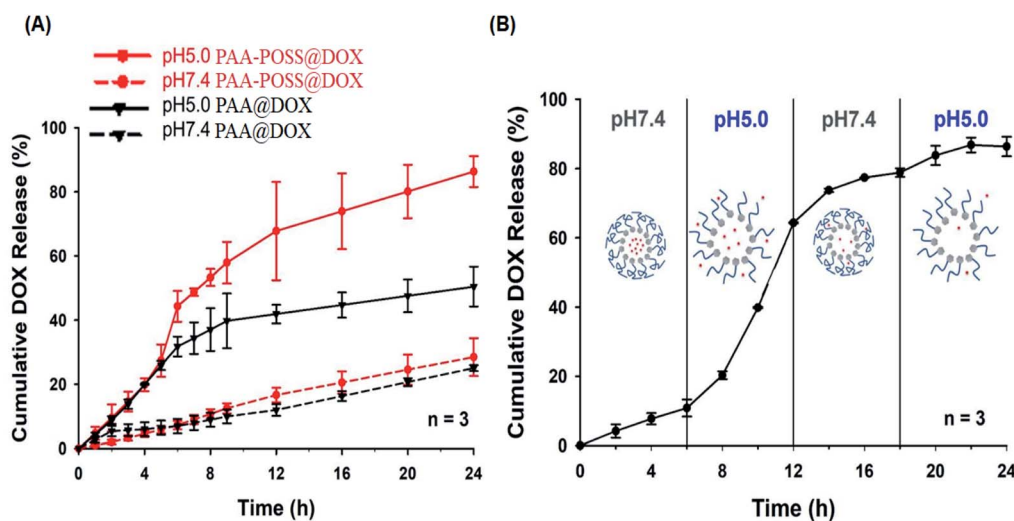 (A)
pH5.0 PAA-POSS@DOX
pH7.4 PAA-POSS@DOX
pH5.0 PAA@DOX
pH7.4 PAA@DOX
Cumulative DOX Release (%)
100
80
60
40
20
0
n = 3
0 4 8 12 16 20 24
Time (h)
(B)
Cumulative DOX Release (%)
100
80
60
40
20
0
pH7.4 pH5.0 pH7.4 pH5.0
n = 3
0 4 8 12 16 20 24
Time (h)